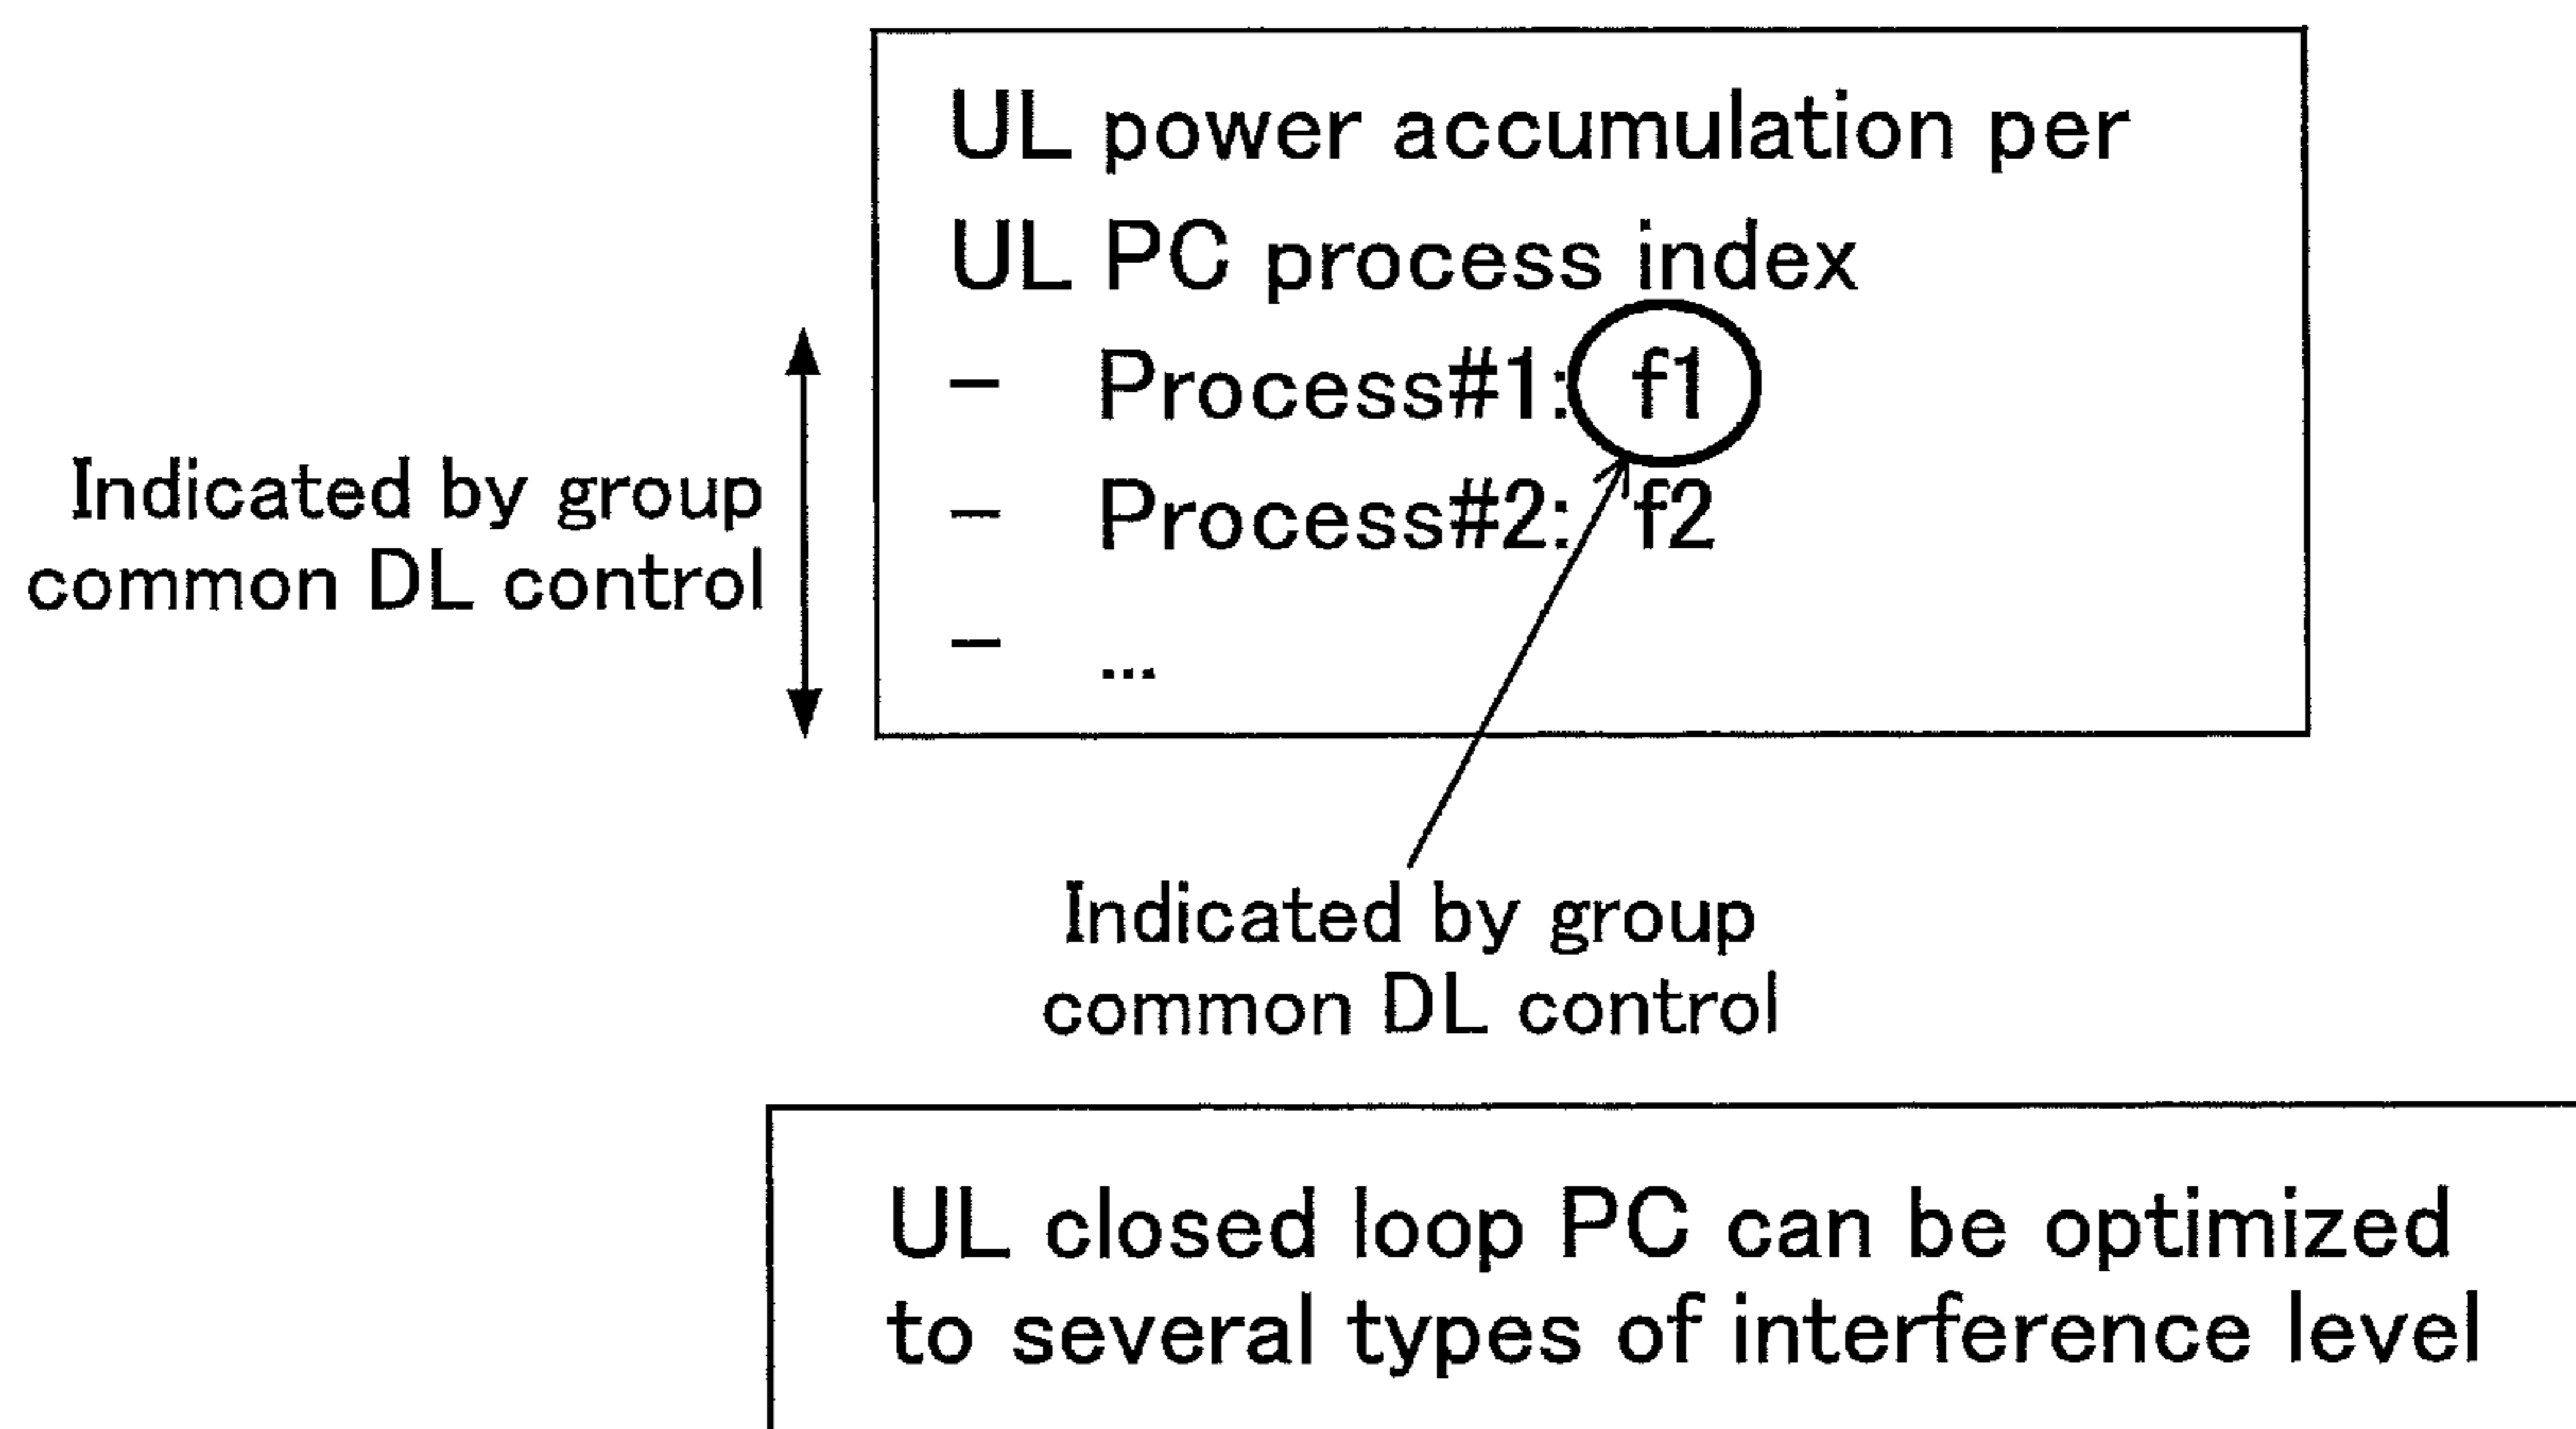 UL power accumulation per
UL PC process index
– Process#1: f1
– Process#2: f2
– ...
Indicated by group
common DL control
Indicated by group
common DL control
UL closed loop PC can be optimized
to several types of interference level